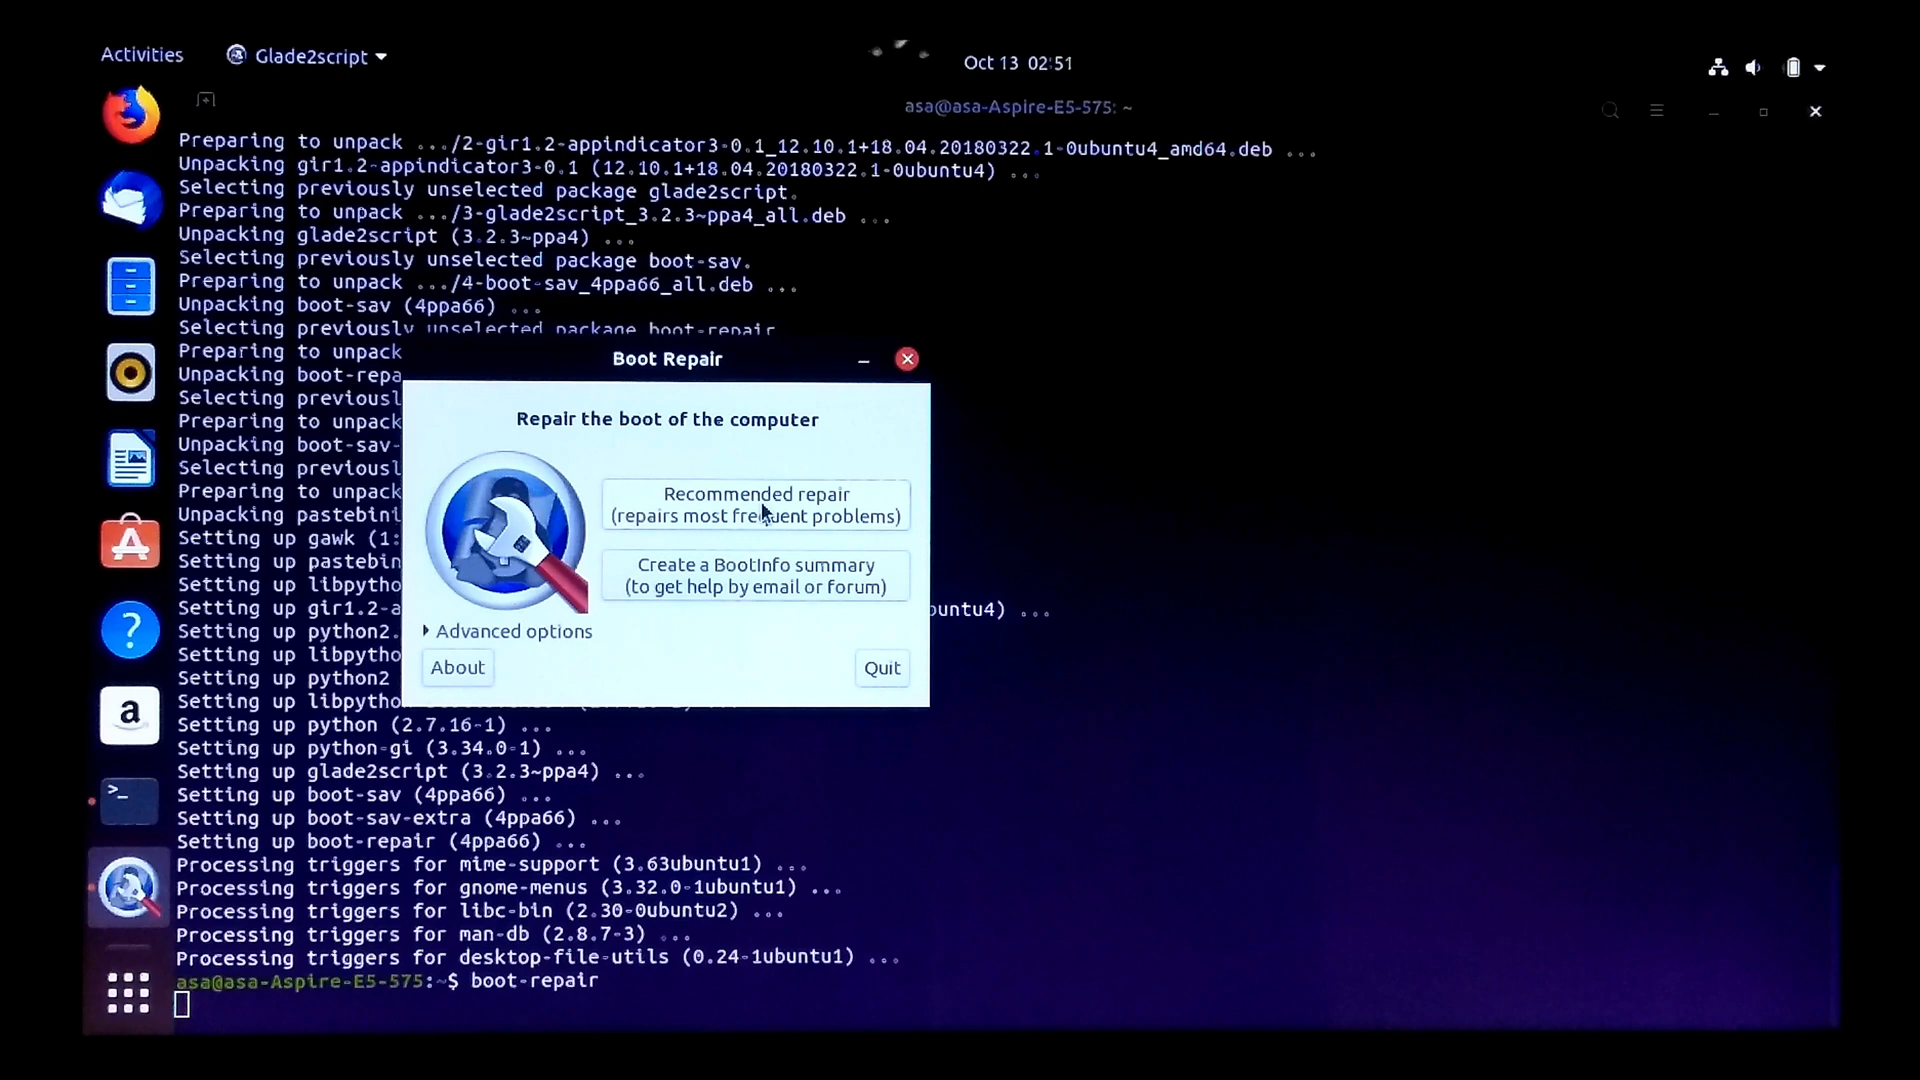 Activities
Glade2script
Oct 13 02:51
asa@asa-Aspire-E5-575: ~
Preparing to unpack .../2-gir1.2-appindicator3-0.1_12.10.1+18.04.20180322.1-0ubuntu4_amd64.deb ...
Unpacking gir1.2-appindicator3-0.1 (12.10.1+18.04.20180322.1-0ubuntu4) ...
Selecting previously unselected package glade2script.
Preparing to unpack .../3-glade2script_3.2.3~ppa4_all.deb ...
Unpacking glade2script (3.2.3~ppa4) ...
Selecting previously unselected package boot-sav.
Preparing to unpack .../4-boot-sav_4ppa66_all.deb ...
Unpacking boot-sav (4ppa66) ...
Selecting previously unselected package boot-repair
Preparing to unpack
Unpacking boot-repa
Selecting previousl
Preparing to unpack
Unpacking boot-sav-
Selecting previousl
Preparing to unpack
Unpacking pastebini
Setting up gawk (1:
Setting up pastebin
Setting up libpytho
Setting up gir1.2-a
ubuntu4) ...
Setting up python2.
Setting up libpytho
Setting up python2
Setting up libpytho
Setting up python (2.7.16-1) ...
Setting up python-gi (3.34.0-1) ...
Setting up glade2script (3.2.3~ppa4) ...
Setting up boot-sav (4ppa66) ...
Setting up boot-sav-extra (4ppa66) ...
Setting up boot-repair (4ppa66) ...
Processing triggers for mime-support (3.63ubuntu1) ...
Processing triggers for gnome-menus (3.32.0-1ubuntu1) ...
Processing triggers for libc-bin (2.30-0ubuntu2) ...
Processing triggers for man-db (2.8.7-3) ...
Processing triggers for desktop-file-utils (0.24-1ubuntu1) ...
asa@asa-Aspire-E5-575:~$ boot-repair
Boot Repair
Repair the boot of the computer
Recommended repair
(repairs most frequent problems)
Create a BootInfo summary
(to get help by email or forum)
Advanced options
About
Quit